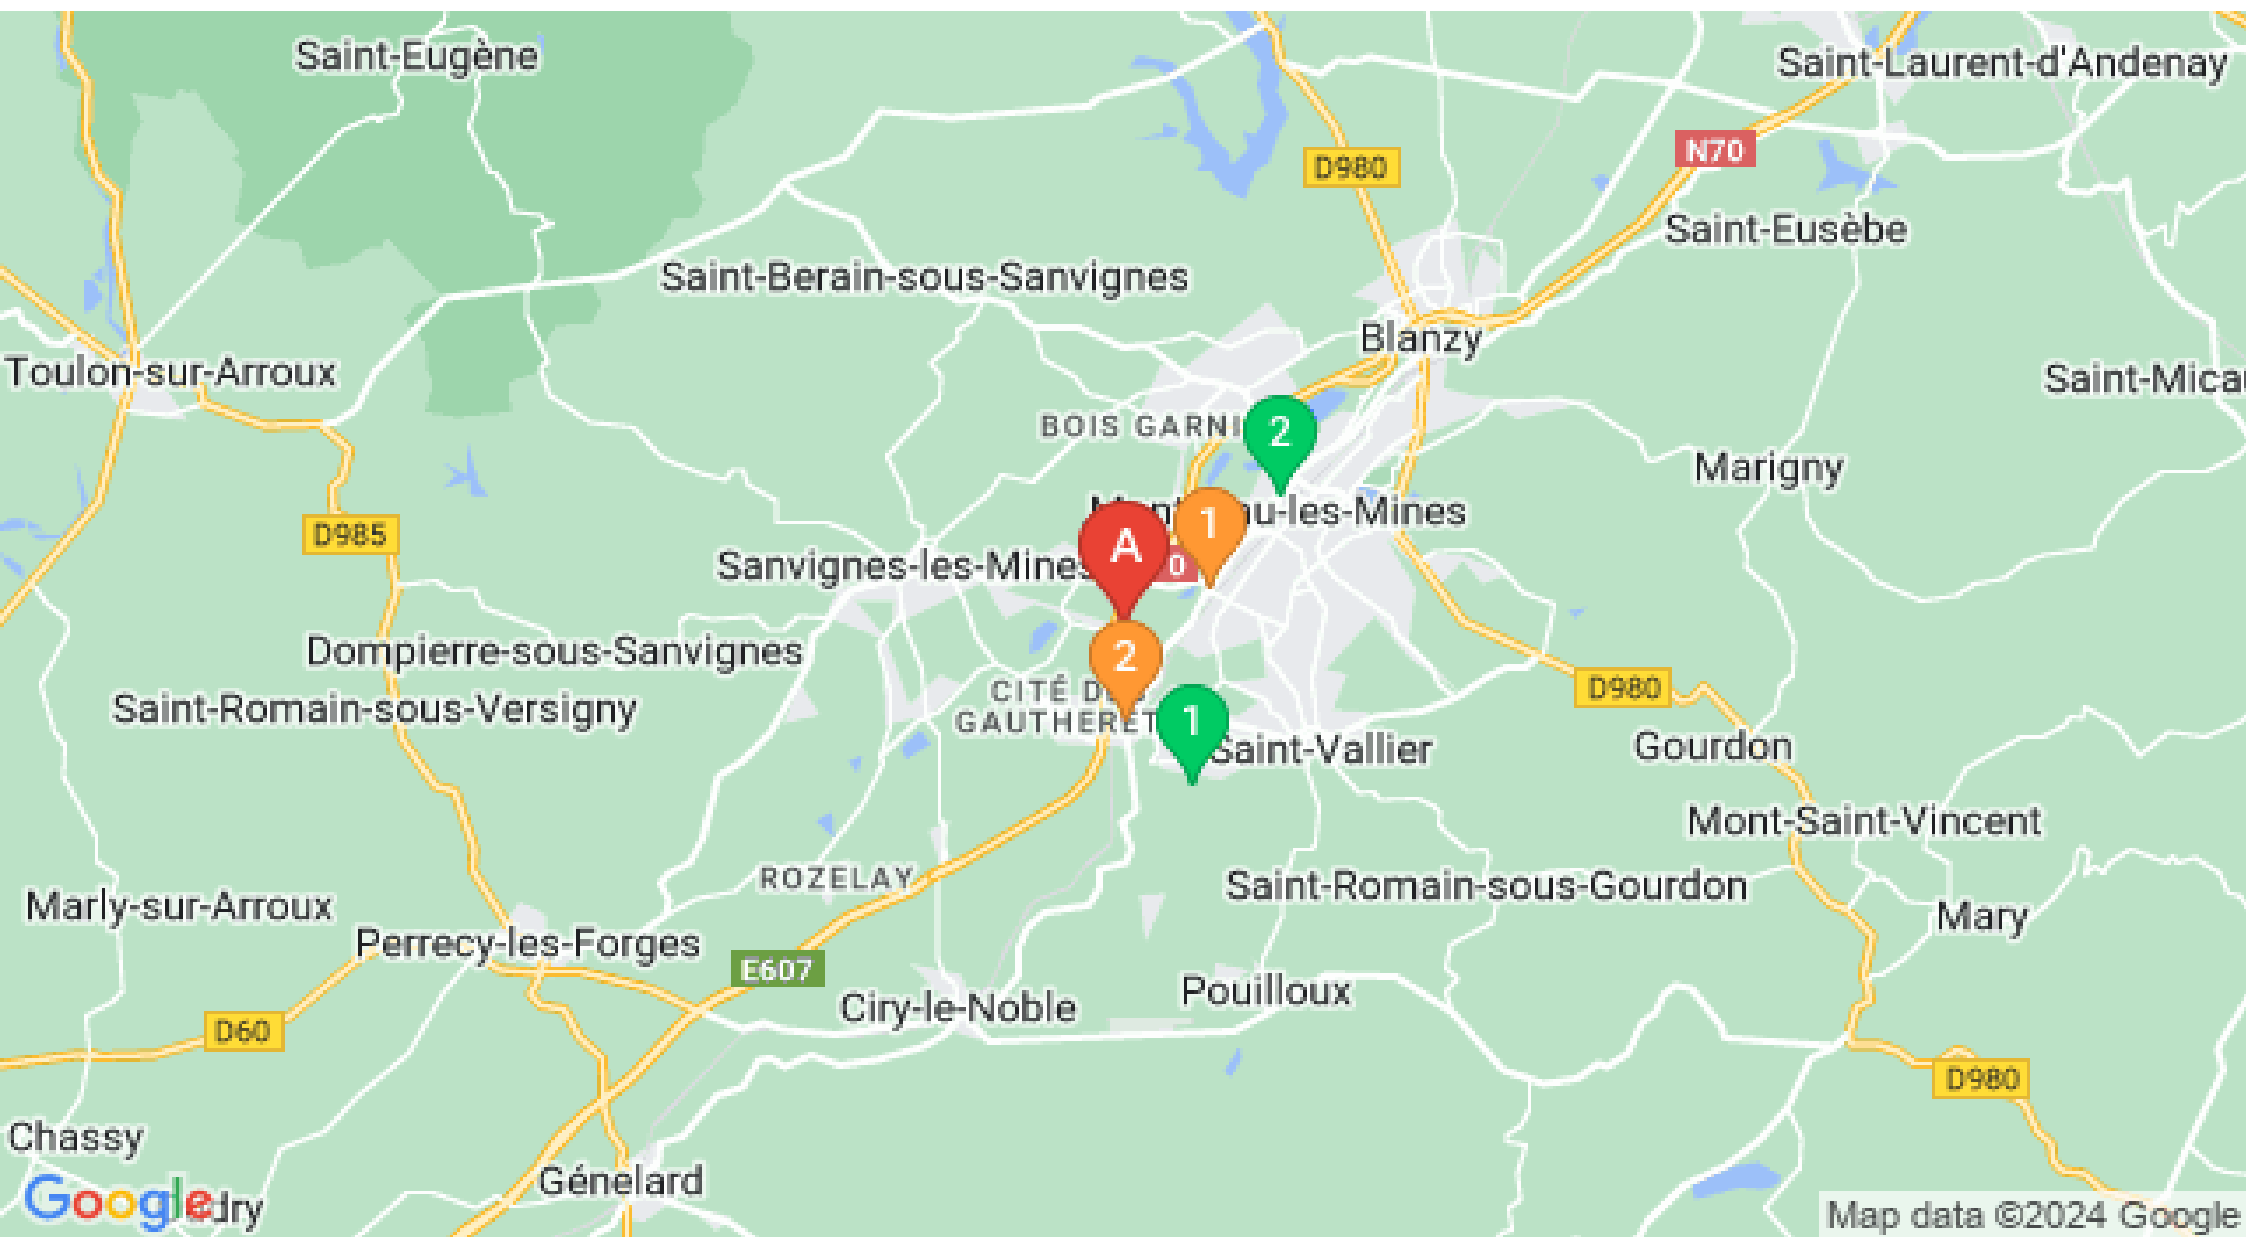 Saint-Eugène
Saint-Laurent-d'Andenay
N70
D980
Saint-Eusèbe
Saint-Berain-sous-Sanvignes
Blanzy
Toulon-sur-Arroux
BOIS GARNI
2
Marigny
-les-Mines
1
D985
A
Sanvignes-les-Mines
0
Dompierre-sous-Sanvignes
2
CITÉ
D980
Saint-Romain-sous-Versigny
GAUTHERET
1
Saint-Vallier
Gourdon
Mont-Saint-Vincent
ROZELAY
Saint-Romain-sous-Gourdon
Marly-sur-Arroux
Mary
Perrecy-les-Forges
E607
Pouilloux
Ciry-le-Noble
D60
D980
Chassy
Génelard
Google
Map data ©2024 Google